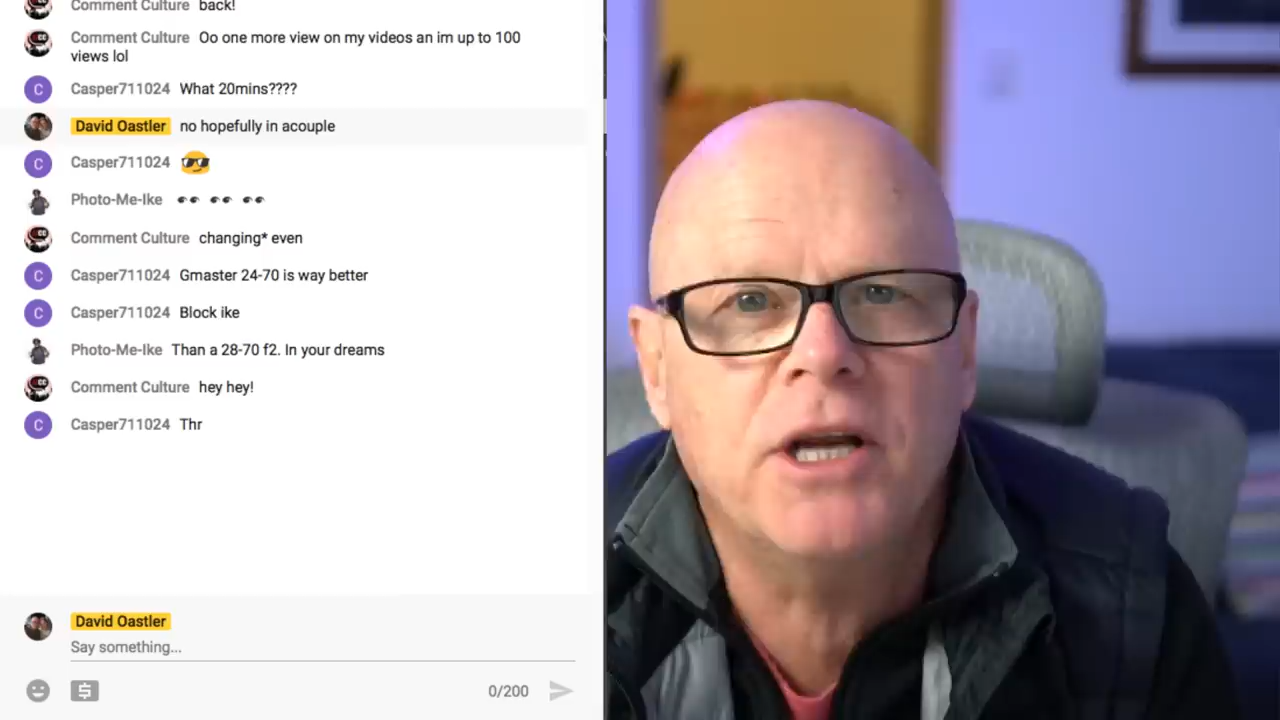 Comment Culture back!
Comment Culture Oo one more view on my videos an im up to 100
views lol
C Casper711024 What 20mins????
David Oastler no hopefully in acouple
C Casper711024
Photo-Me-Ike
Comment Culture changing* even
C Casper711024 Gmaster 24-70 is way better
C Casper711024 Block ike
Photo-Me-Ike Than a 28-70 f2. In your dreams
Comment Culture hey hey!
C Casper711024 Thr
David Oastler
Say something...
0/200